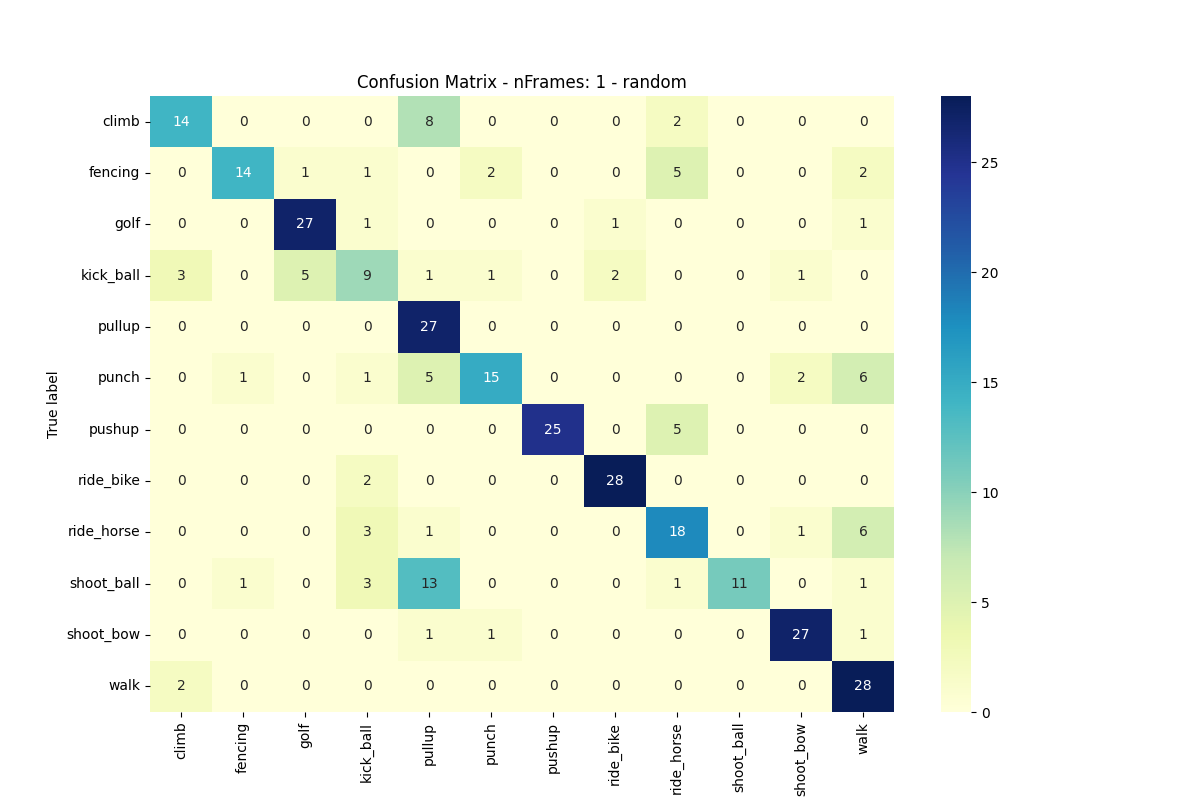 Confusion Matrix - nFrames: 1 - random
climb 14 0 0 0 8 0 0 0 2 0 0 0
fencing 0 14 1 1 0 2 0 0 5 0 0 2
golf 0 0 27 1 0 0 0 1 0 0 0 1
kick_ball 3 0 5 9 1 1 0 2 0 0 1 0
pullup 0 0 0 0 27 0 0 0 0 0 0 0
punch 0 1 0 1 5 15 0 0 0 0 2 6
pushup 0 0 0 0 0 0 25 0 5 0 0 0
ride_bike 0 0 0 2 0 0 0 28 0 0 0 0
ride_horse 0 0 0 3 1 0 0 0 18 0 1 6
shoot_ball 0 1 0 3 13 0 0 0 1 11 0 1
shoot_bow 0 0 0 0 1 1 0 0 0 0 27 1
walk 2 0 0 0 0 0 0 0 0 0 0 28
True label
climb fencing golf kick_ball pullup punch pushup ride_bike ride_horse shoot_ball shoot_bow walk
25
20
15
10
5
0